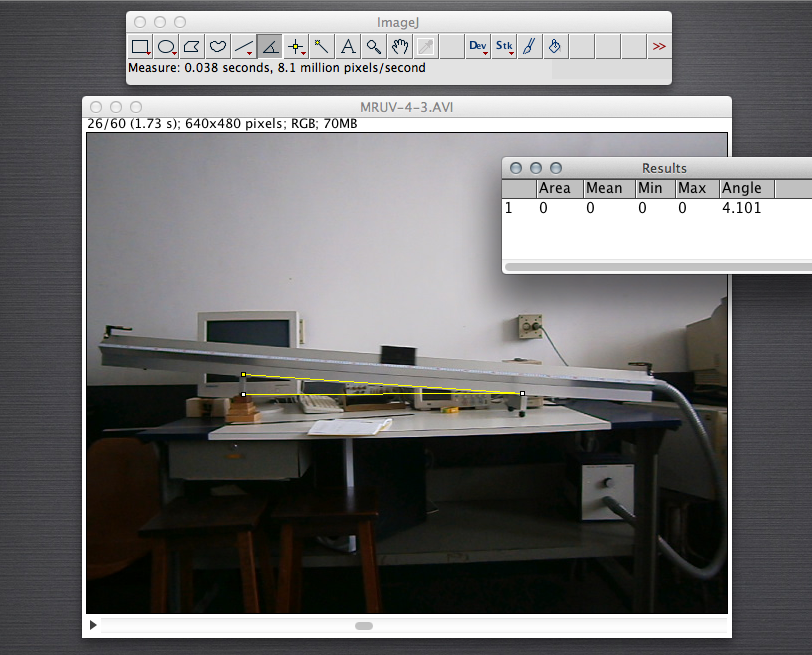 ImageJ
Dev Stk >>
Measure: 0.038 seconds, 8.1 million pixels/second
MRUV-4-3.AVI
26/60 (1.73 s); 640x480 pixels; RGB; 70MB
Results
Area Mean Min Max Angle
1 0 0 0 0 4.101